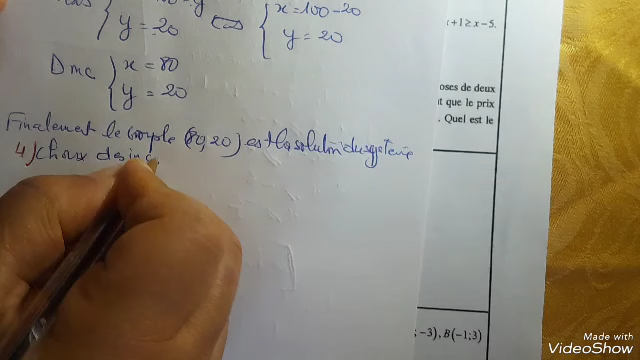 y = 20 ⟺ x = 100 - 20
y = 20
+1 ≥ x - 5.
Donc { x = 80
y = 20
oses de deux
t que le prix
. Quel est le
Finalement le couple (80,20) est la solution du système
4) Choix des inc
; -3), B(-1;3)
Made with
VideoShow